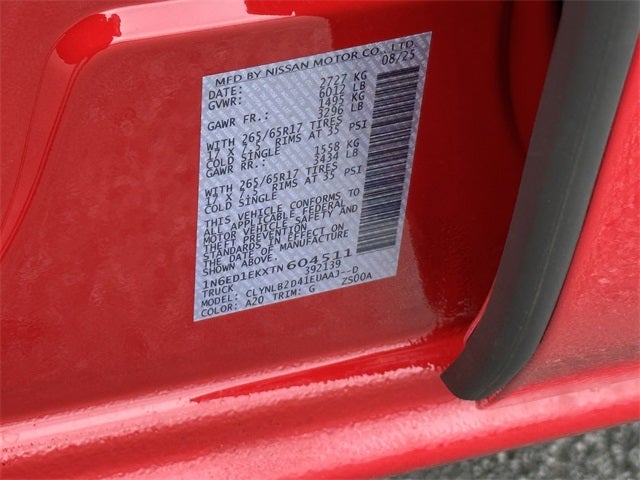 MFD BY NISSAN MOTOR CO., LTD.
DATE: 08/25
GVWR: 2727 KG
6012 LB
GAWR FR.: 1495 KG
3296 LB
WITH 265/65R17 TIRES
17 X 7.5 RIMS AT 35 PSI
COLD SINGLE
GAWR RR.: 1558 KG
3434 LB
WITH 265/65R17 TIRES
17 X 7.5 RIMS AT 35 PSI
COLD SINGLE
THIS VEHICLE CONFORMS TO
ALL APPLICABLE FEDERAL
MOTOR VEHICLE SAFETY AND
THEFT PREVENTION
STANDARDS IN EFFECT ON
THE DATE OF MANUFACTURE
SHOWN ABOVE.
1N6ED1EKXTN604511
TRUCK 392139
MODEL: CLYNLB2D41EUAAJ--D
COLOR: A20 TRIM: G ZS00A